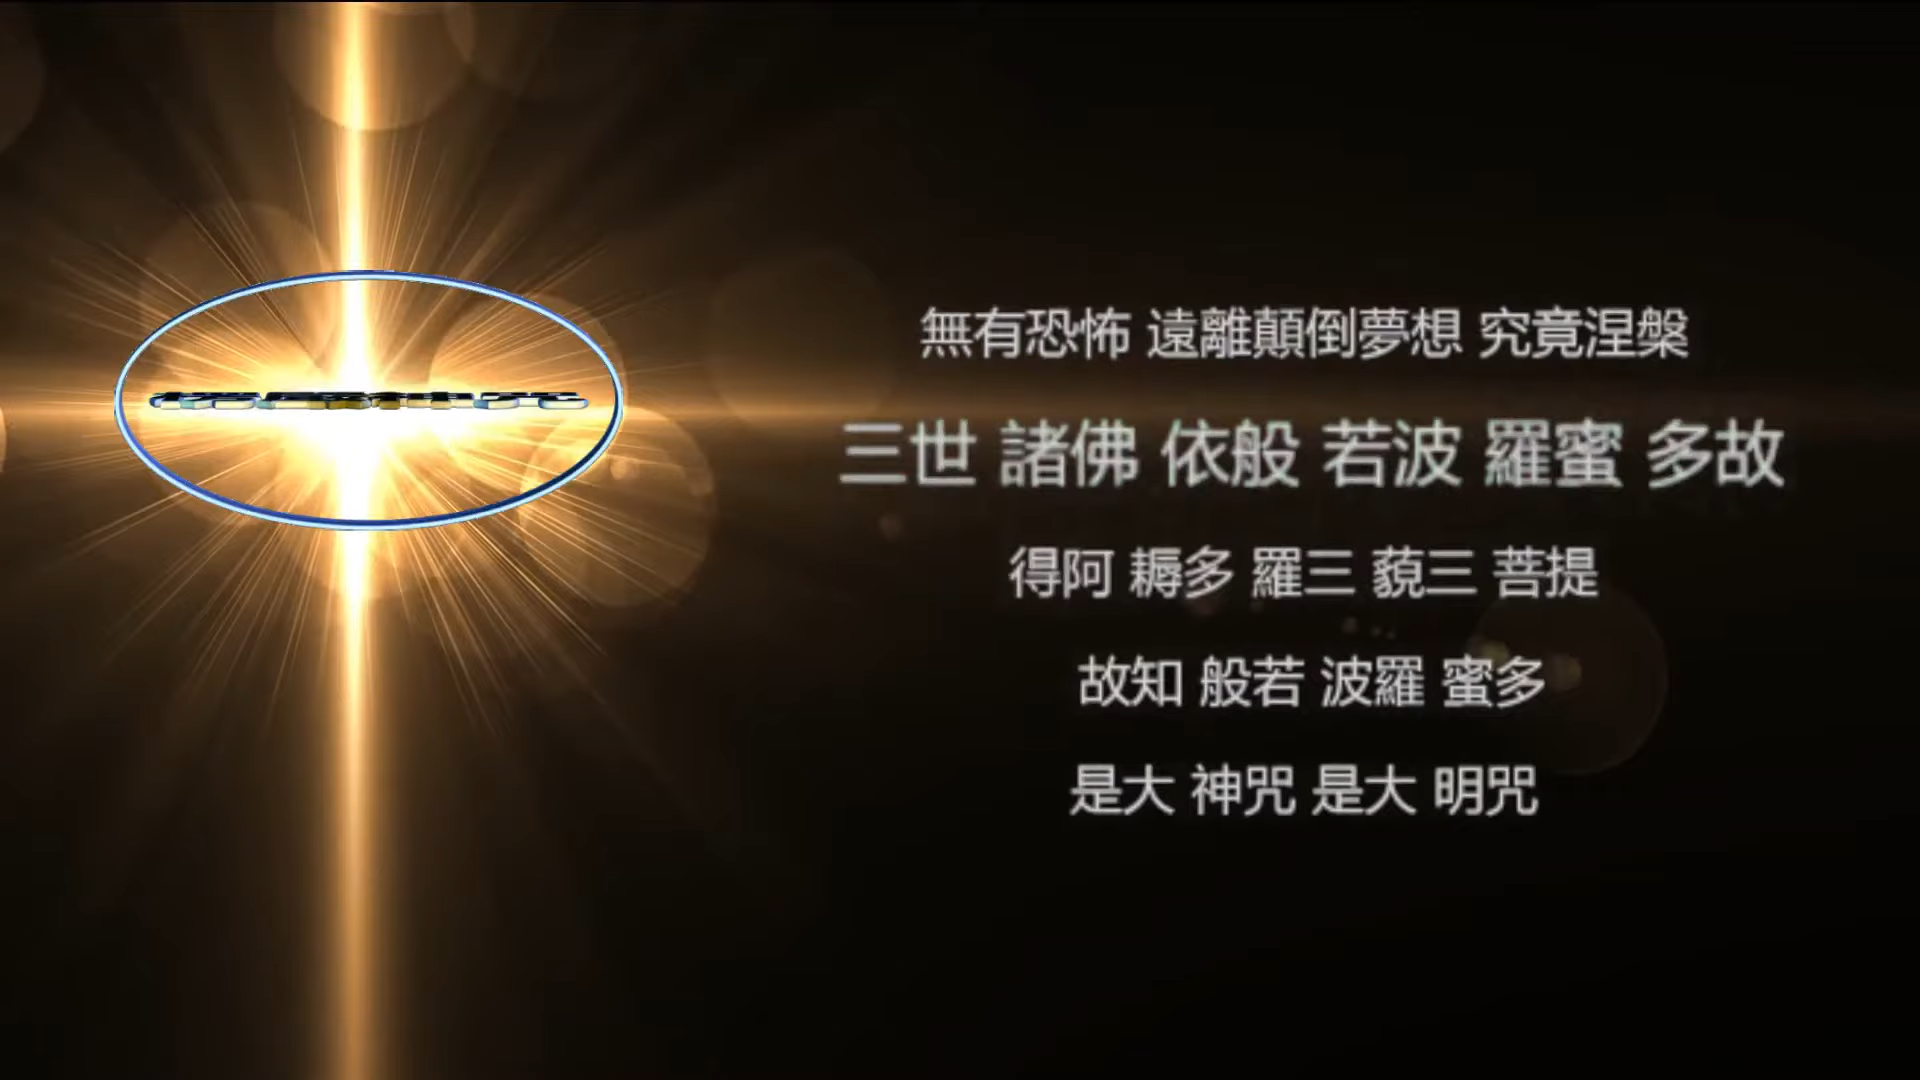 無有恐怖 遠離顛倒夢想 究竟涅槃
三世 諸佛 依般 若波 羅蜜 多故
得阿 耨多 羅三 藐三 菩提
故知 般若 波羅 蜜多
是大 神咒 是大 明咒